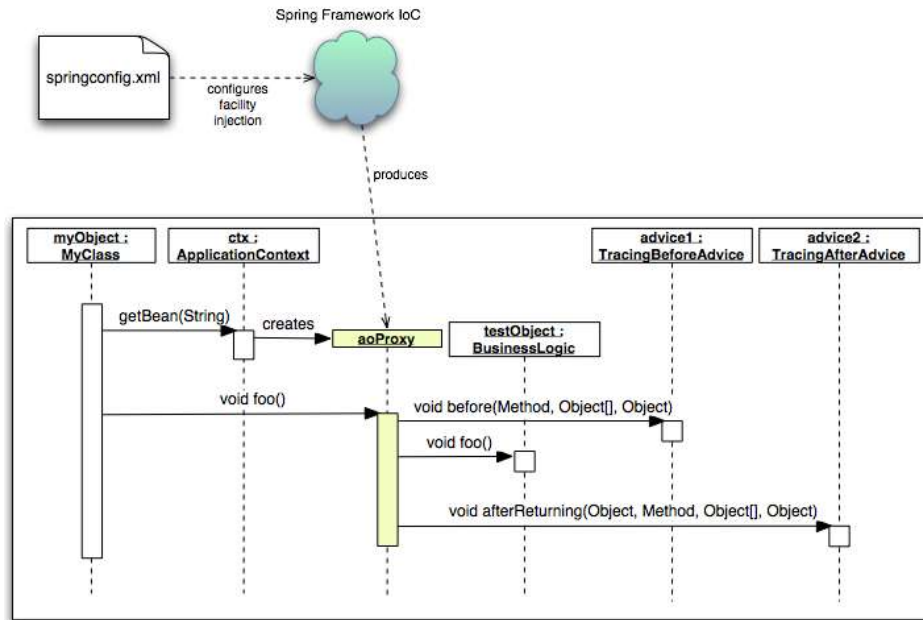 Spring Framework IoC
springconfig.xml
configures
facility
injection
produces
myObject :
MyClass
ctx :
ApplicationContext
advice1 :
TracingBeforeAdvice
advice2 :
TracingAfterAdvice
getBean(String)
creates
aoProxy
testObject :
BusinessLogic
void foo()
void before(Method, Object[], Object)
void foo()
void afterReturning(Object, Method, Object[], Object)